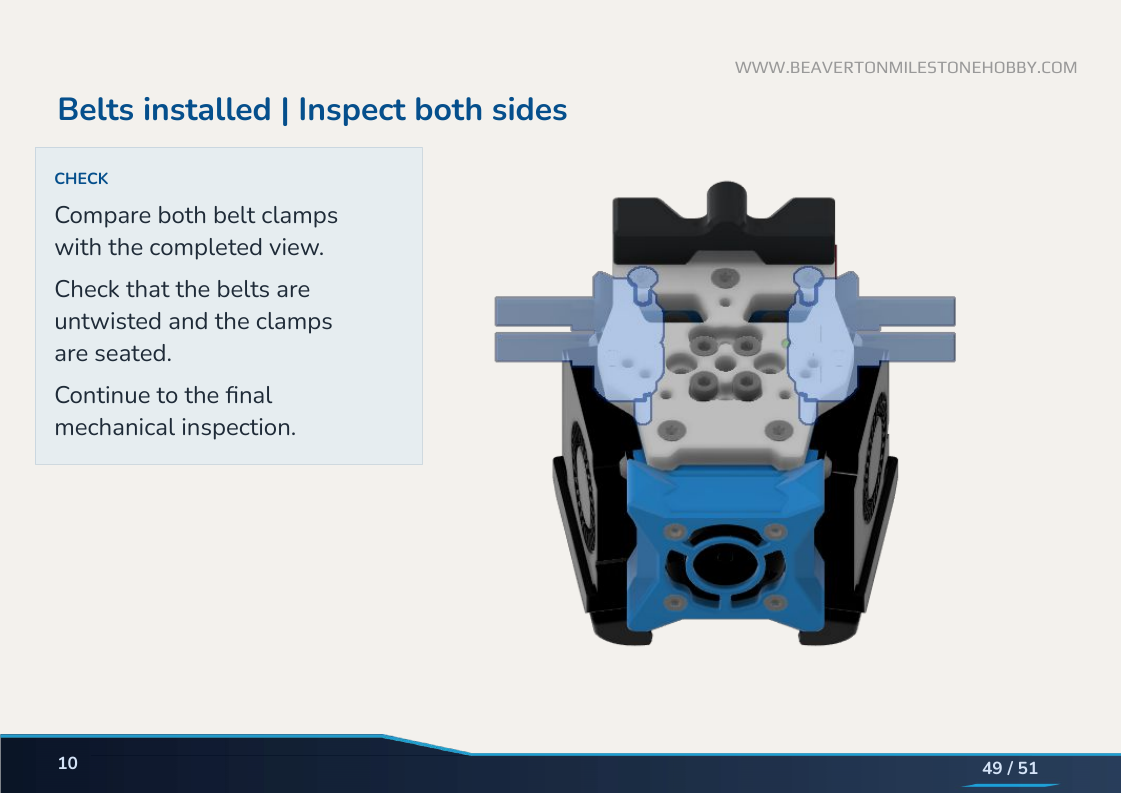 WWW.BEAVERTONMILESTONEHOBBY.COM
Belts installed | Inspect both sides
CHECK
Compare both belt clamps
with the completed view.
Check that the belts are
untwisted and the clamps
are seated.
Continue to the final
mechanical inspection.
10
49 / 51